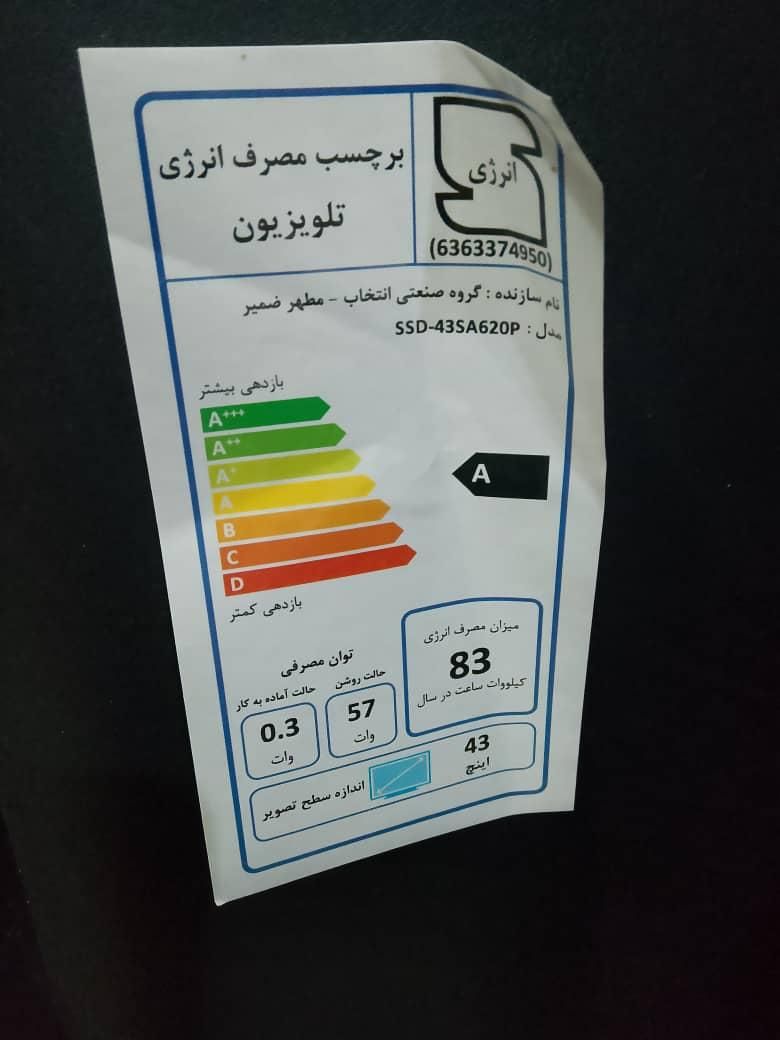 برچسب مصرف انرژی
تلویزیون
انرژی
(6363374950)
نام سازنده : گروه صنعتی انتخاب - مطهر ضمیر
مدل : SSD-43SA620P
بازدهی بیشتر
A+++
A++
A+
A
B
C
D
A
بازدهی کمتر
میزان مصرف انرژی
83
کیلووات ساعت در سال
توان مصرفی
حالت روشن
57
وات
حالت آماده به کار
0.3
وات
43
اینچ
اندازه سطح تصویر